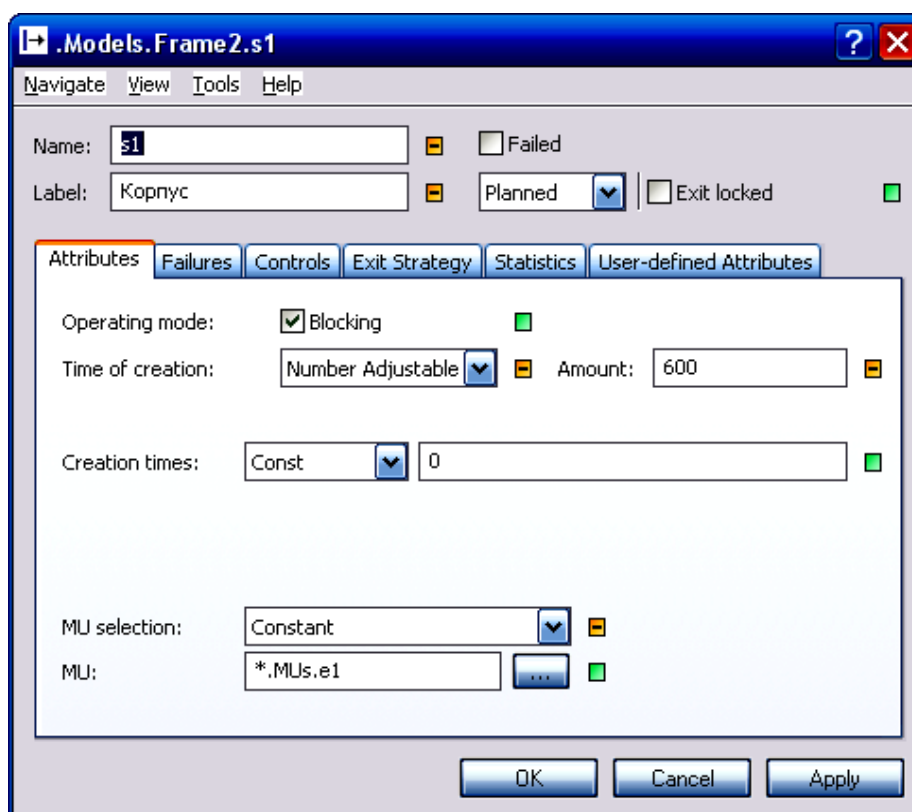 .Models.Frame2.s1
Navigate View Tools Help
Name: s1 Failed
Label: Корпус Planned Exit locked
Attributes Failures Controls Exit Strategy Statistics User-defined Attributes
Operating mode: Blocking
Time of creation: Number Adjustable Amount: 600
Creation times: Const 0
MU selection: Constant
MU: *.MUs.e1 ...
OK Cancel Apply